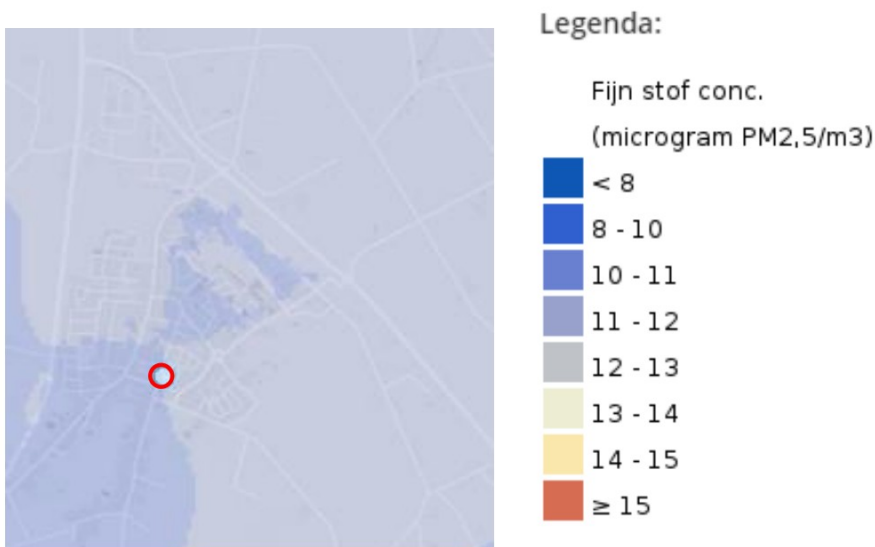 Legenda:
Fijn stof conc.
(microgram PM2,5/m3)
< 8
8 - 10
10 - 11
11 - 12
12 - 13
13 - 14
14 - 15
≥ 15